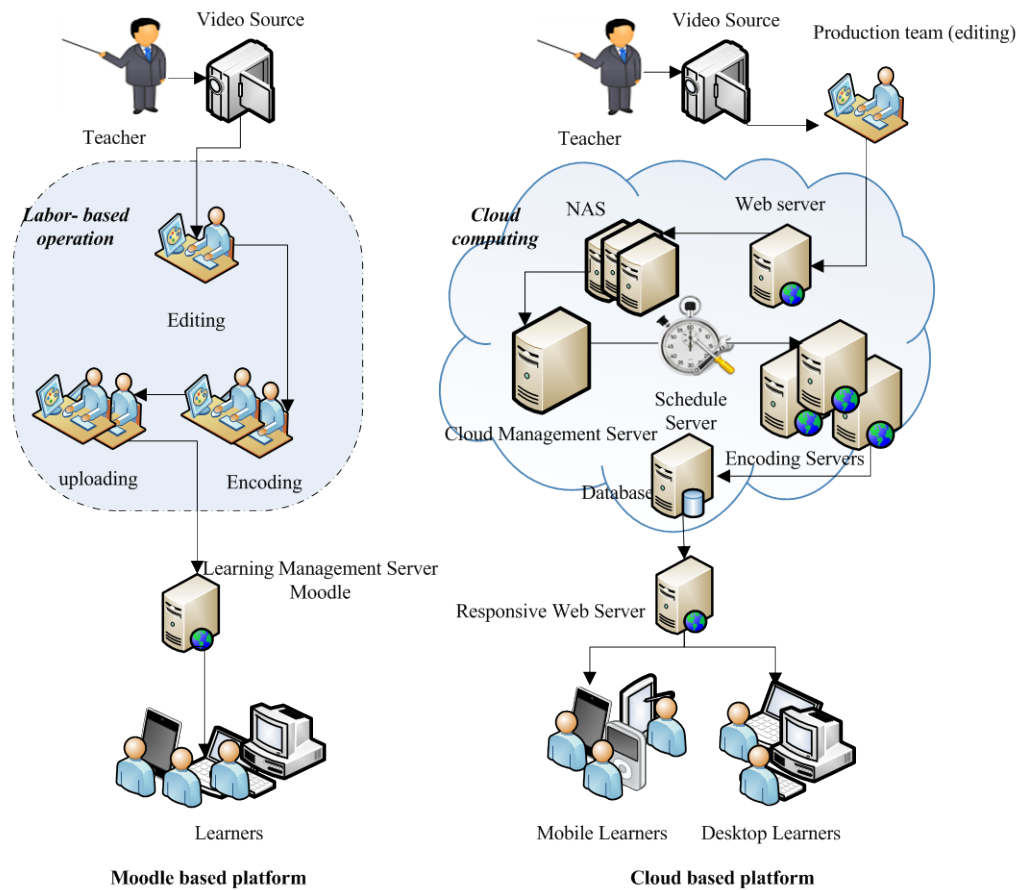 Video Source
Teacher
Labor- based
operation
Editing
uploading
Encoding
Learning Management Server
Moodle
Learners
Moodle based platform
Video Source
Production team (editing)
Teacher
Cloud
computing
NAS
Web server
Schedule
Server
Cloud Management Server
Encoding Servers
Database
Responsive Web Server
Mobile Learners
Desktop Learners
Cloud based platform